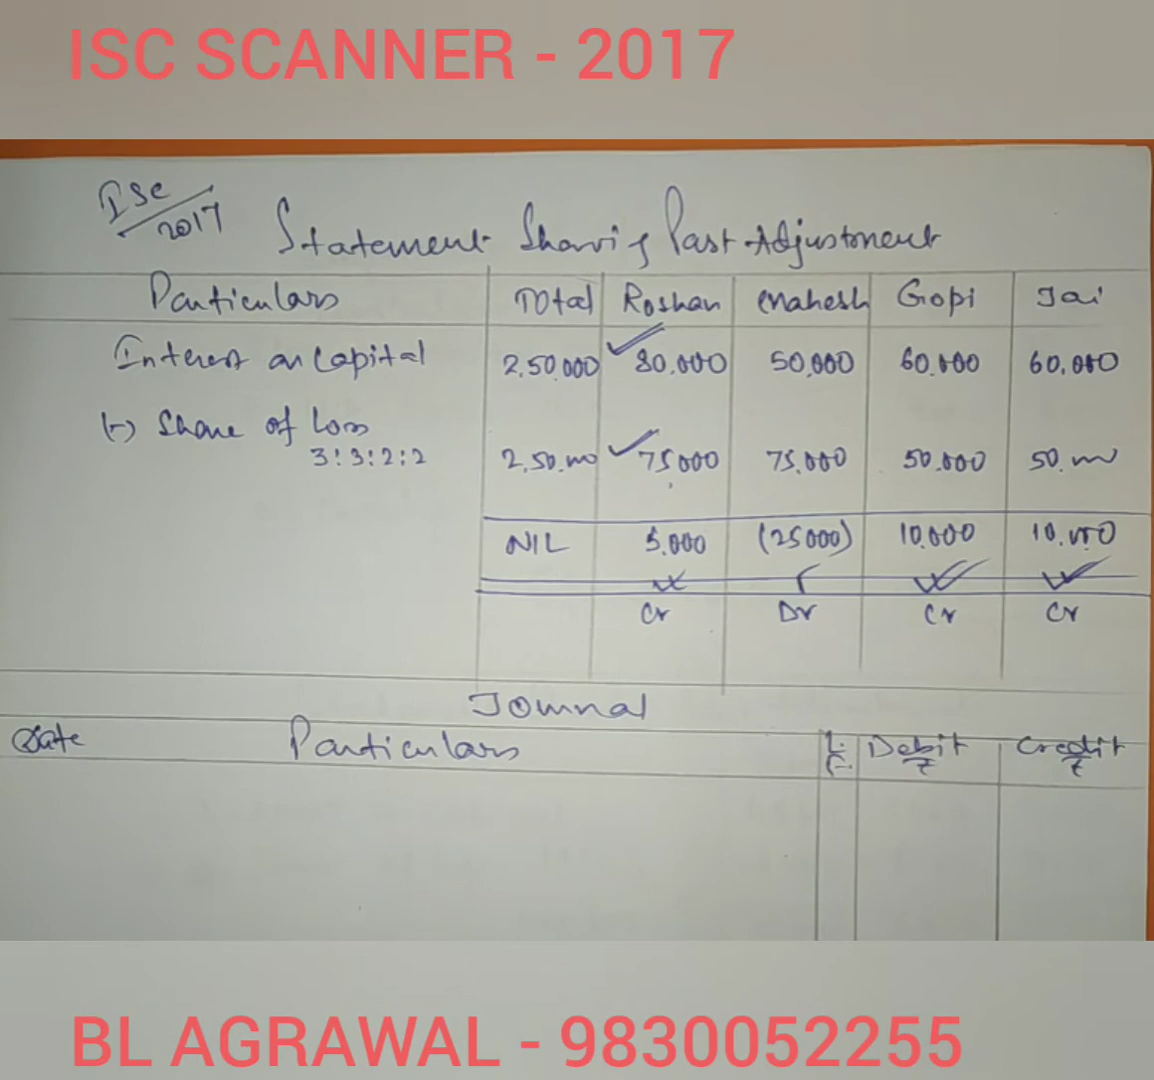 ISC SCANNER - 2017
ISC
2017
Statement Showing Past Adjustment
Particulars Total Roshan Mahesh Gopi Jai
Interest on Capital 2,50,000 80,000 50,000 60,000 60,000
(-) Share of Loss
3:3:2:2 2,50,000 75,000 75,000 50,000 50,000
NIL 5,000 (25000) 10,000 10,000
Cr Dr Cr Cr
Journal
Date Particulars L.F. Debit ₹ Credit ₹
BL AGRAWAL - 9830052255